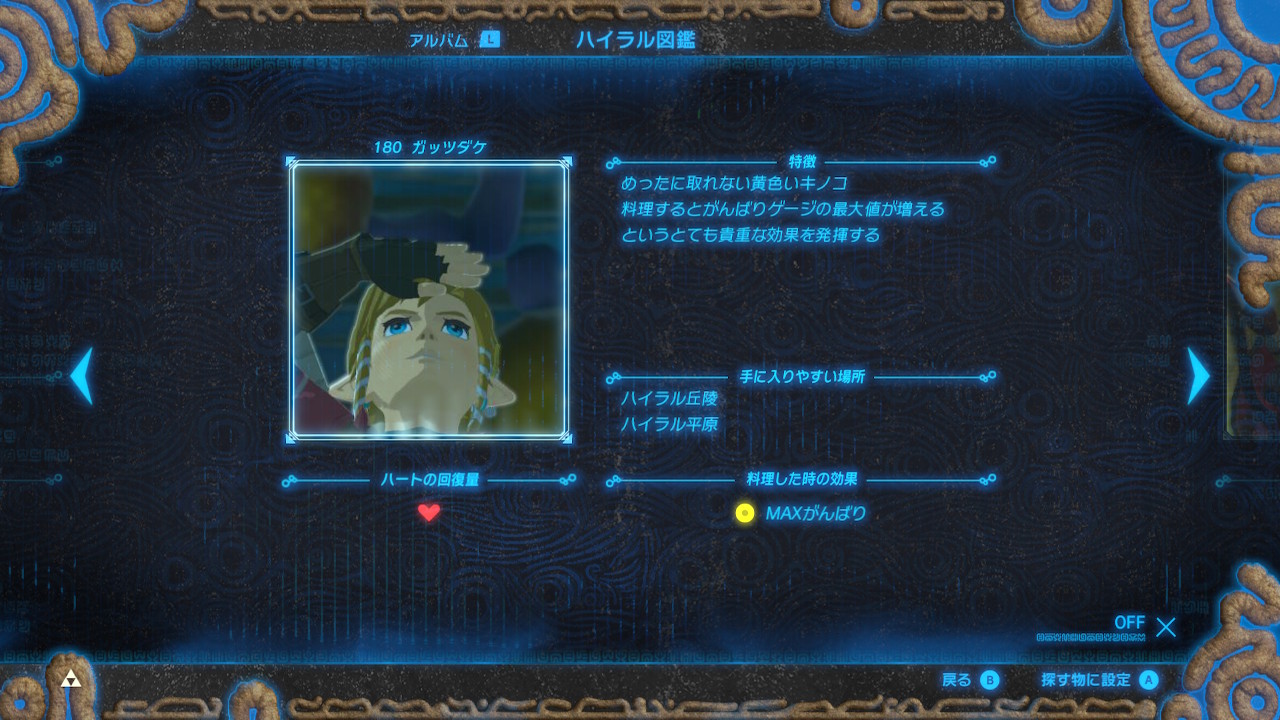 アルバム L
ハイラル図鑑
180 ガッツダケ
特徴
めったに取れない黄色いキノコ
料理するとがんばりゲージの最大値が増える
というとても貴重な効果を発揮する
手に入りやすい場所
ハイラル丘陵
ハイラル平原
ハートの回復量
料理した時の効果
MAXがんばり
OFF
戻る B
探す物に設定 A